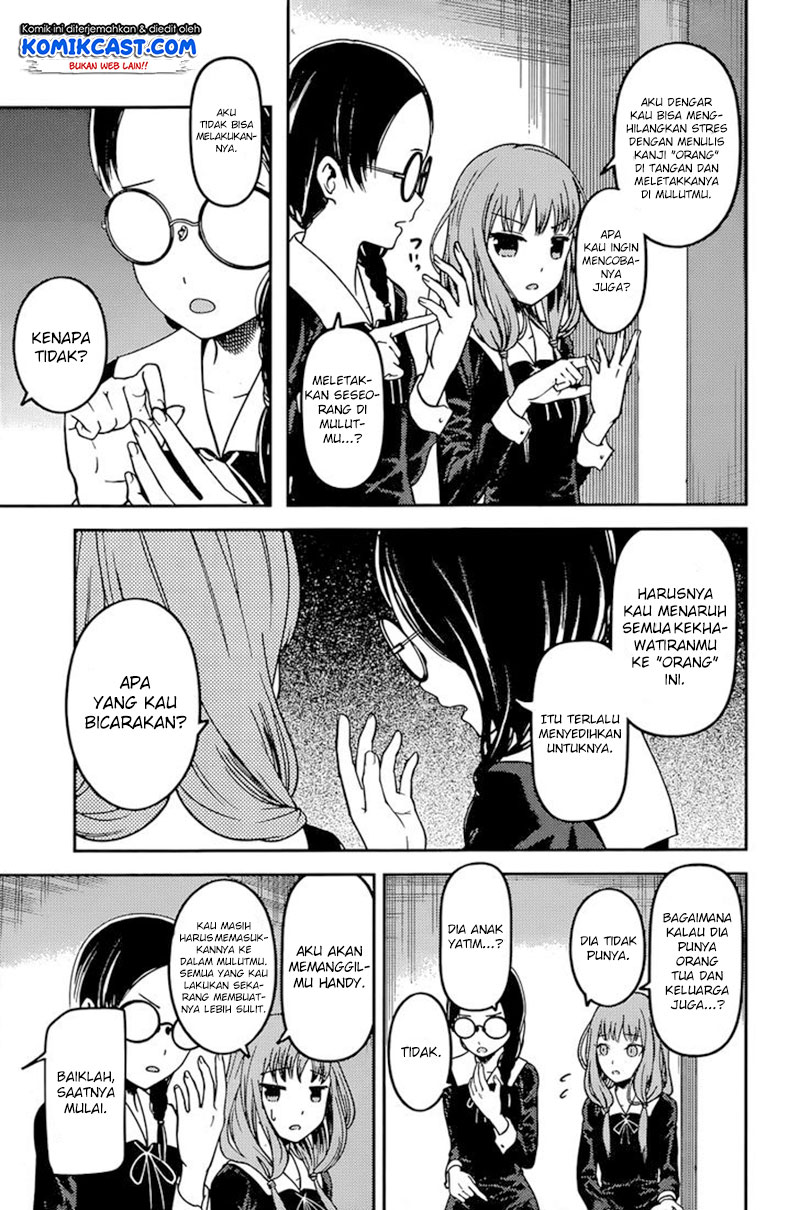 Komik ini diterjemahkan & diedit oleh
KOMIKCAST.COM
BUKAN WEB LAIN!!
AKU DENGAR
KAU BISA MENG-
HILANGKAN STRES
DENGAN MENULIS
KANJI "ORANG"
DI TANGAN DAN
MELETAKKANYA
DI MULUTMU.
APA
KAU INGIN
MENCOBA-
NYA
JUGA?
MELETAK-
KAN SESEO-
RANG DI
MULUT-
MU...?
AKU
TIDAK BISA
MELAKUKAN-
NYA.
KENAPA
TIDAK?
HARUSNYA
KAU MENARUH
SEMUA KEKHA-
WATIRANMU
KE "ORANG"
INI.
ITU TERLALU
MENYEDIHKAN
UNTUKNYA.
APA
YANG KAU
BICARAKAN?
BAGAIMANA
KALAU DIA
PUNYA
ORANG
TUA DAN
KELUARGA
JUGA...?
DIA TIDAK
PUNYA.
DIA ANAK
YATIM...?
TIDAK.
AKU AKAN
MEMANGGIL-
MU HANDY.
KAU MASIH
HARUS MEMASUK-
KANNYA KE
DALAM MULUTMU.
SEMUA YANG KAU
LAKUKAN SEKA-
RANG MEMBUAT-
NYA LEBIH SULIT.
BAIKLAH,
SAATNYA
MULAI.